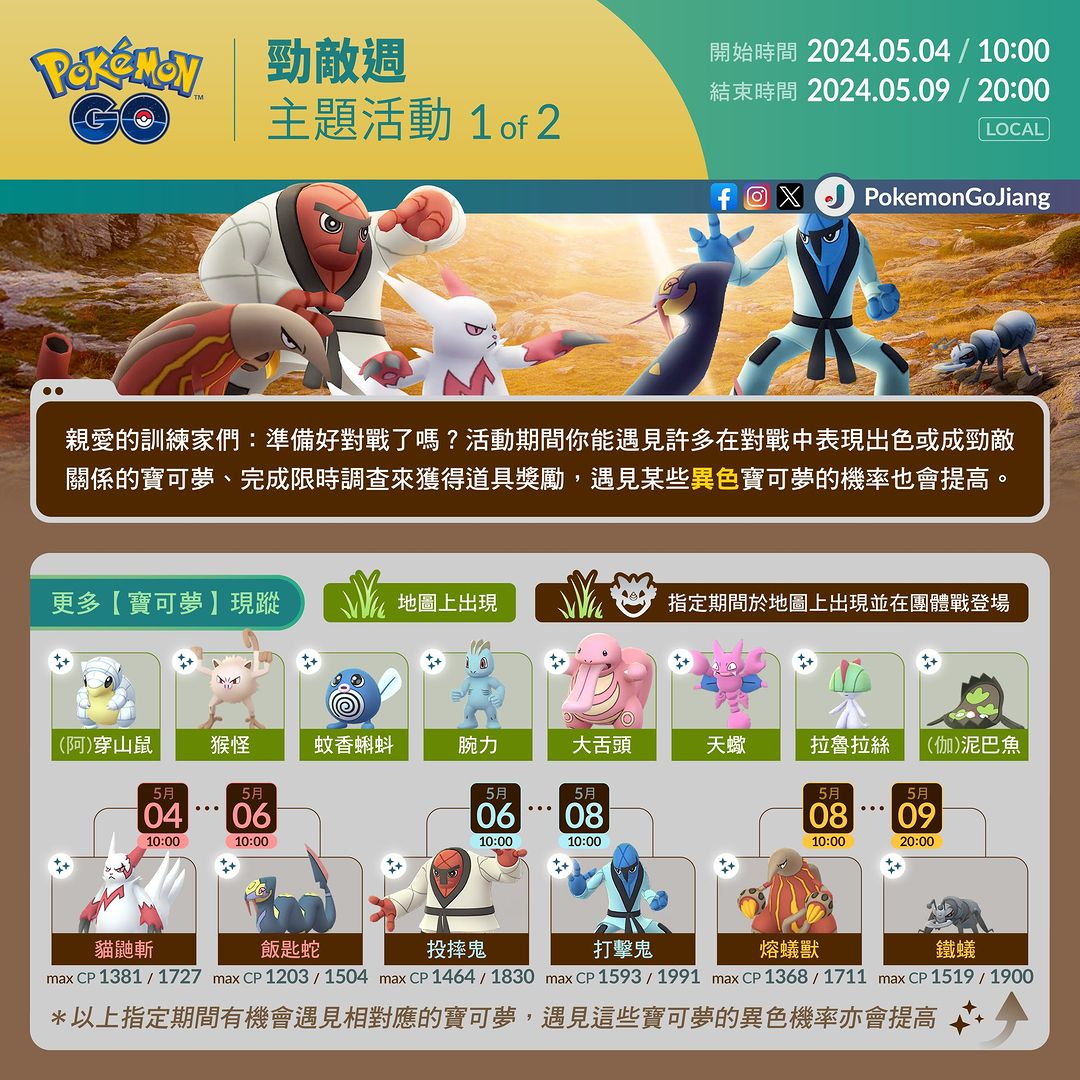 POKÉMON GO™
勁敵週
主題活動 1 of 2
開始時間 2024.05.04 / 10:00
結束時間 2024.05.09 / 20:00
LOCAL
PokemonGoJiang
親愛的訓練家們：準備好對戰了嗎？活動期間你能遇見許多在對戰中表現出色或成勁敵
關係的寶可夢、完成限時調查來獲得道具獎勵，遇見某些異色寶可夢的機率也會提高。
更多【寶可夢】現蹤 地圖上出現 指定期間於地圖上出現並在團體戰登場
(阿)穿山鼠 猴怪 蚊香蝌蚪 腕力 大舌頭 天蠍 拉魯拉絲 (伽)泥巴魚
5月 5月 5月 5月 5月 5月
04 ... 06 06 ... 08 08 ... 09
10:00 10:00 10:00 10:00 10:00 20:00
貓鼬斬 飯匙蛇 投摔鬼 打擊鬼 熔蟻獸 鐵蟻
max CP 1381 / 1727 max CP 1203 / 1504 max CP 1464 / 1830 max CP 1593 / 1991 max CP 1368 / 1711 max CP 1519 / 1900
＊以上指定期間有機會遇見相對應的寶可夢，遇見這些寶可夢的異色機率亦會提高